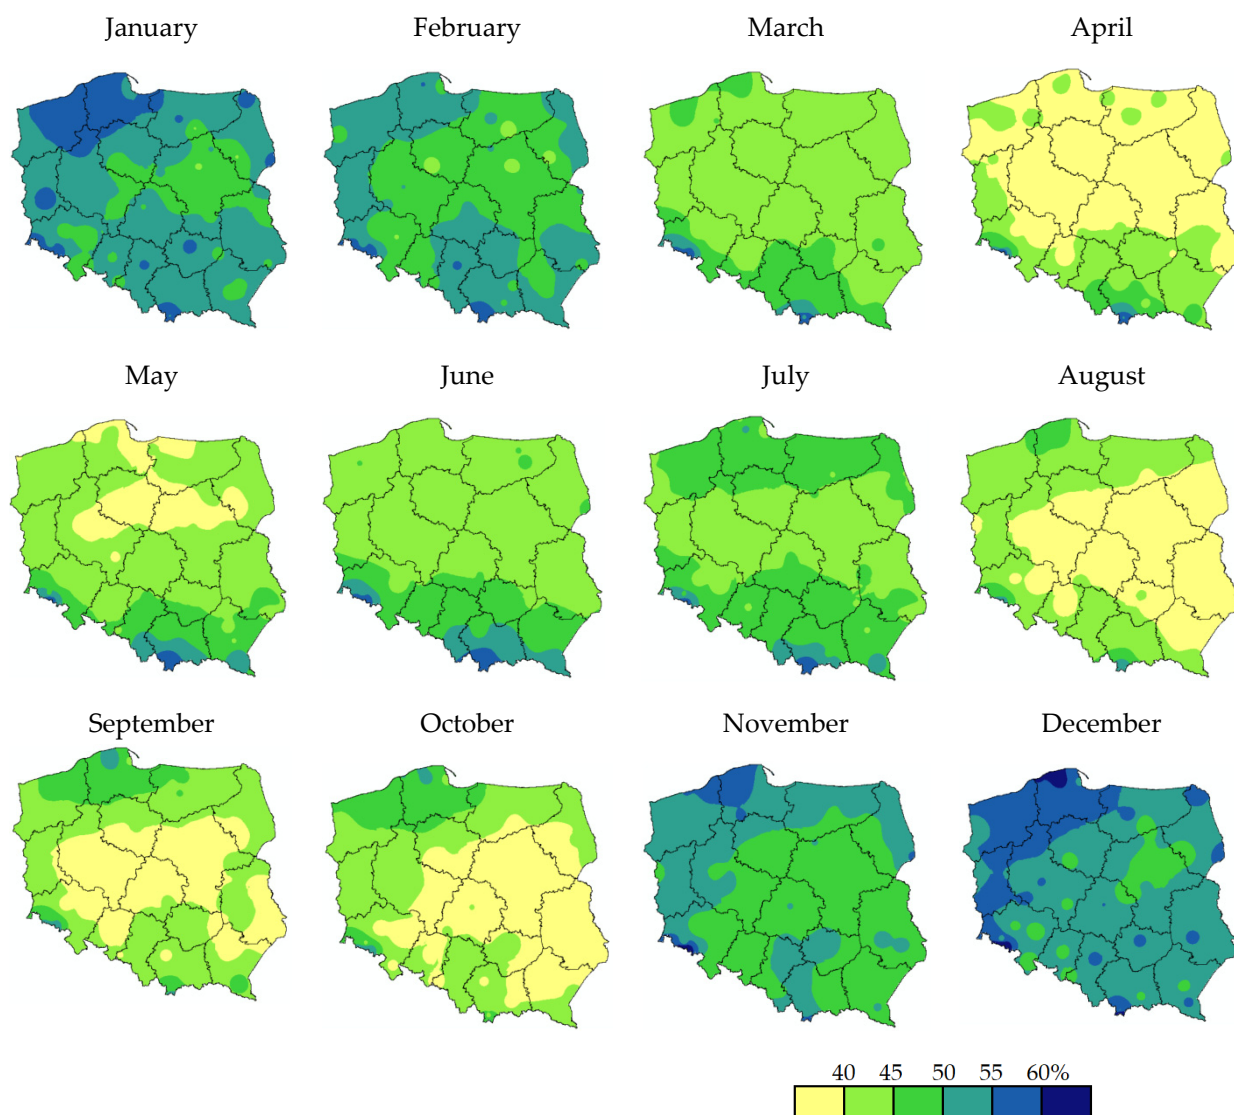 January February March April
May June July August
September October November December
40 45 50 55 60%